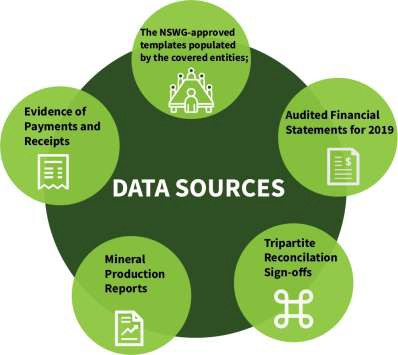 The NSWG-approved
templates populated
by the covered entities;
Evidence of
Payments and
Receipts
Audited Financial
Statements for 2019
$
DATA SOURCES
Mineral
Production
Reports
Tripartite
Reconcilation
Sign-offs